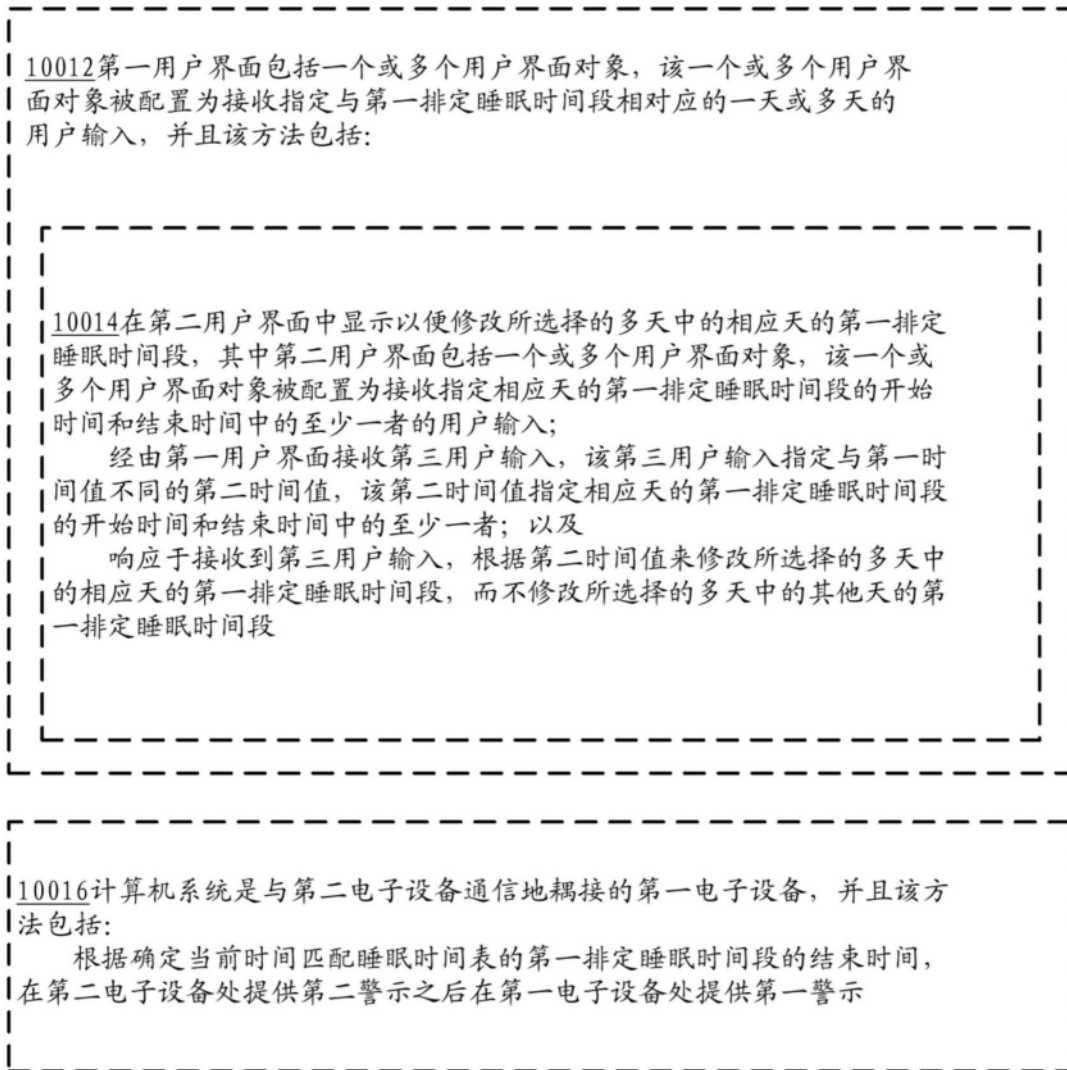 10012第一用户界面包括一个或多个用户界面对象，该一个或多个用户界
面对象被配置为接收指定与第一排定睡眠时间段相对应的一天或多天的
用户输入，并且该方法包括：
10014在第二用户界面中显示以便修改所选择的多天中的相应天的第一排定
睡眠时间段，其中第二用户界面包括一个或多个用户界面对象，该一个或
多个用户界面对象被配置为接收指定相应天的第一排定睡眠时间段的开始
时间和结束时间中的至少一者的用户输入；
经由第一用户界面接收第三用户输入，该第三用户输入指定与第一时
间值不同的第二时间值，该第二时间值指定相应天的第一排定睡眠时间段
的开始时间和结束时间中的至少一者；以及
响应于接收到第三用户输入，根据第二时间值来修改所选择的多天中
的相应天的第一排定睡眠时间段，而不修改所选择的多天中的其他天的第
一排定睡眠时间段
10016计算机系统是与第二电子设备通信地耦接的第一电子设备，并且该方
法包括：
根据确定当前时间匹配睡眠时间表的第一排定睡眠时间段的结束时间，
在第二电子设备处提供第二警示之后在第一电子设备处提供第一警示